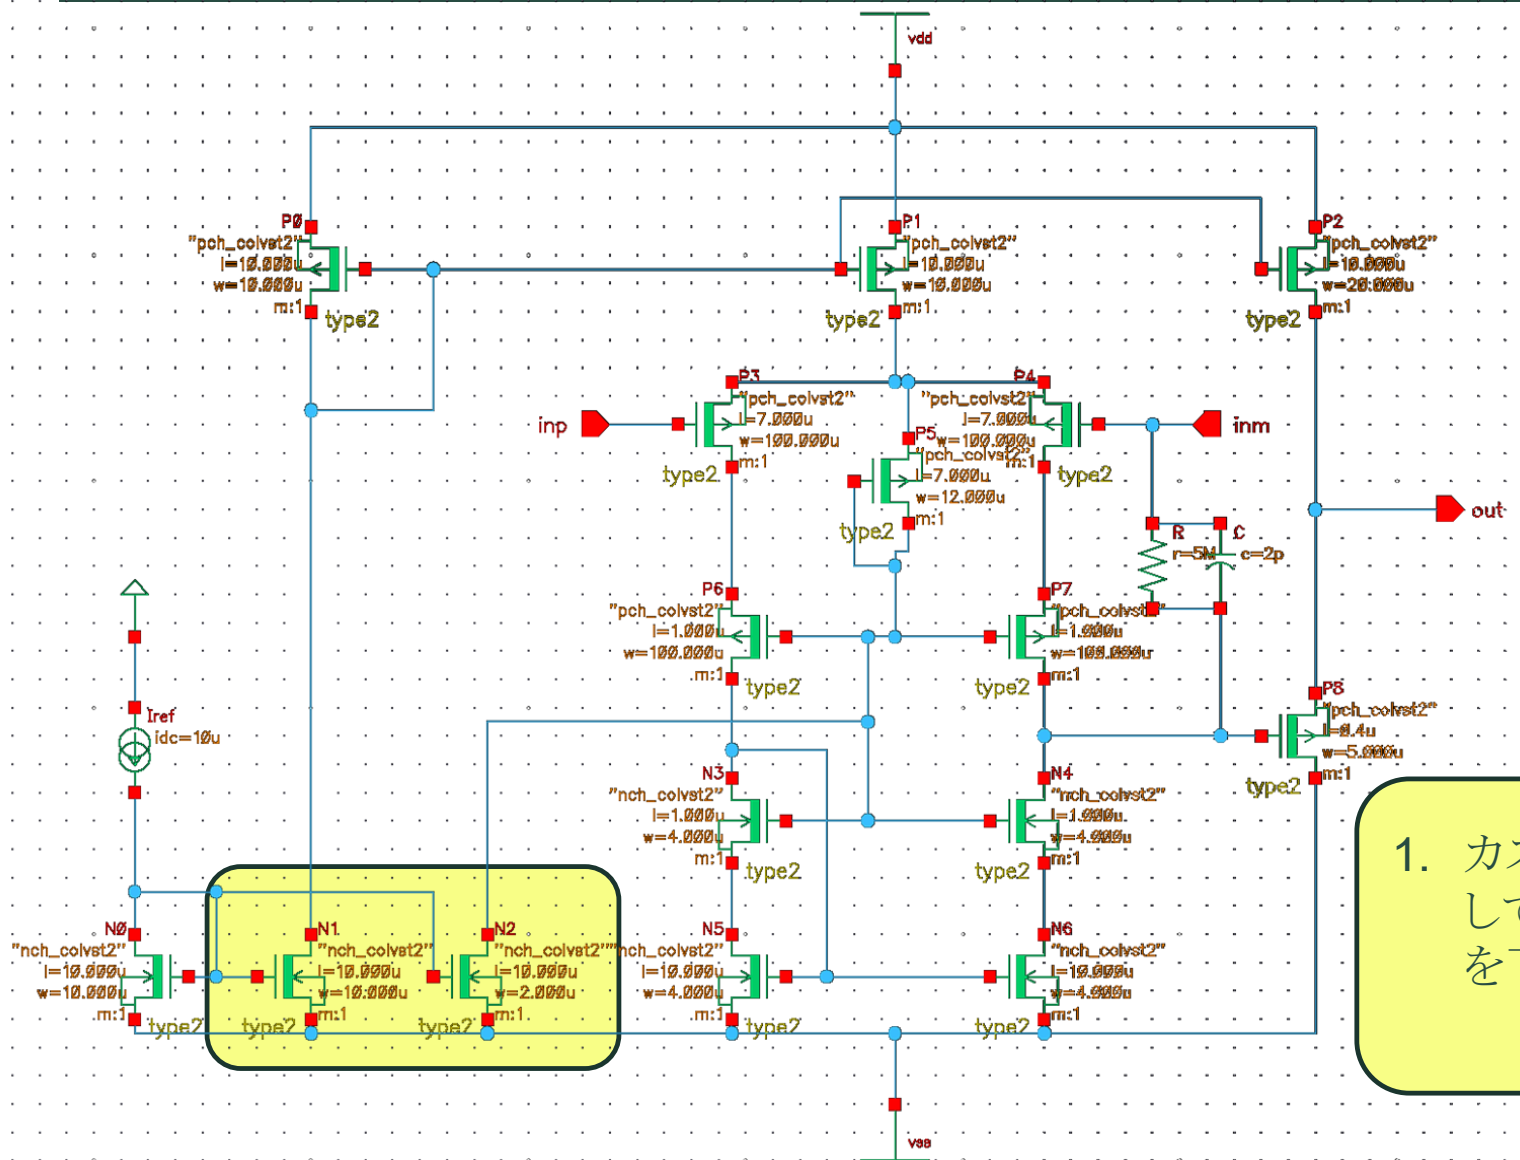 vdd
P0
"pch_colvst2"
l=10.000u
w=10.000u
m:1
type2
P1
"pch_colvst2"
l=10.000u
w=10.000u
m:1
type2
P2
"pch_colvst2"
l=10.000u
w=20.000u
m:1
type2
inp
P3
"pch_colvst2"
l=7.000u
w=100.000u
m:1
type2
P4
"pch_colvst2"
l=7.000u
w=100.000u
m:1
type2
inm
P5
"pch_colvst2"
l=7.000u
w=12.000u
m:1
type2
R
r=5M
C
c=2p
out
P6
"pch_colvst2"
l=1.000u
w=100.000u
m:1
type2
P7
"pch_colvst2"
l=1.000u
w=100.000u
m:1
type2
Iref
idc=10u
P8
"pch_colvst2"
l=0.4u
w=5.000u
m:1
type2
N3
"nch_colvst2"
l=1.000u
w=4.000u
m:1
type2
N4
"nch_colvst2"
l=1.000u
w=4.000u
m:1
type2
1.
し
を
N0
"nch_colvst2"
l=10.000u
w=10.000u
m:1
type2
N1
"nch_colvst2"
l=10.000u
w=10.000u
m:1
type2
N2
"nch_colvst2"
l=10.000u
w=2.000u
m:1
type2
N5
"nch_colvst2"
l=10.000u
w=4.000u
m:1
type2
N6
"nch_colvst2"
l=10.000u
w=4.000u
m:1
type2
vss